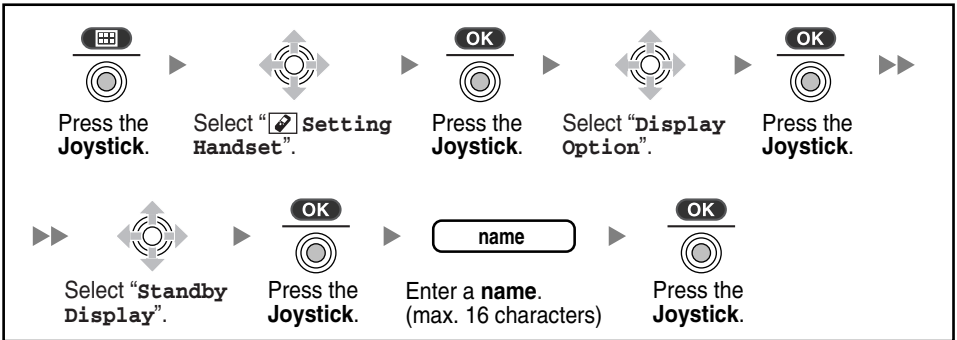 OK OK
Press the Select “ Setting Press the Select “Display Press the
Joystick. Handset”. Joystick. Option”. Joystick.
OK name OK
Select “Standby Press the Enter a name. Press the
Display”. Joystick. (max. 16 characters) Joystick.